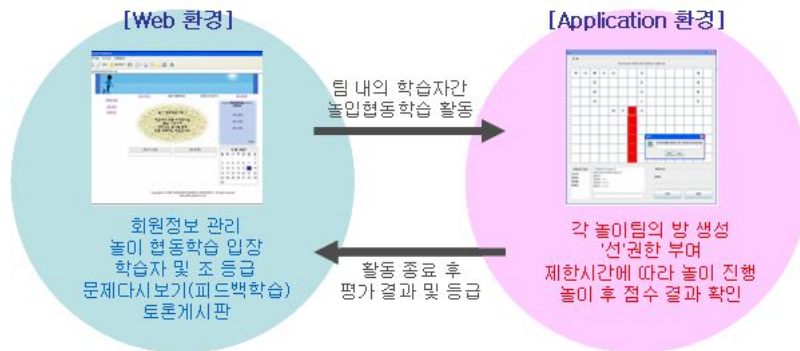 [Web 환경]
[Application 환경]
팀 내의 학습자간
놀입협동학습 활동
회원정보 관리
놀이 협동학습 입장
학습자 및 조 등급
문제다시보기(피드백학습)
토론게시판
각 놀이팀의 방 생성
'선'권한 부여
제한시간에 따라 놀이 진행
놀이 후 점수 결과 확인
활동 종료 후
평가 결과 및 등급